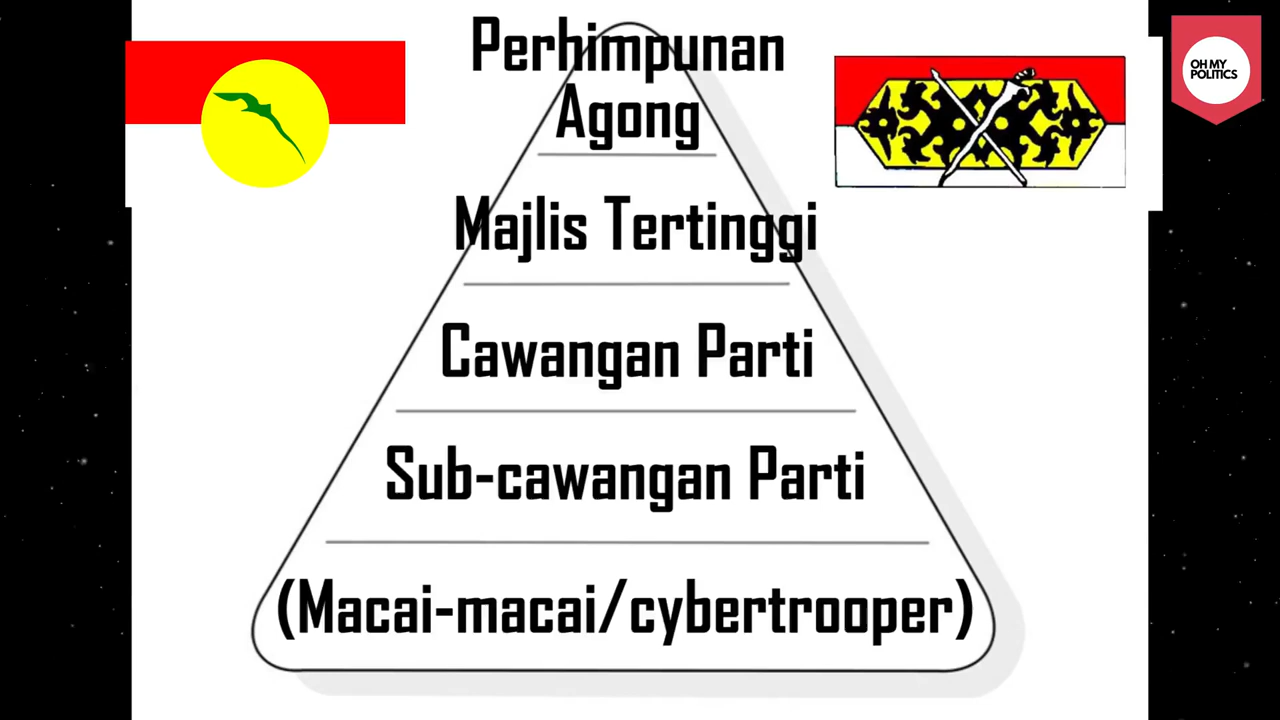 Perhimpunan
Agong
OH MY
POLITICS
Majlis Tertinggi
Cawangan Parti
Sub-cawangan Parti
(Macai-macai/cybertrooper)